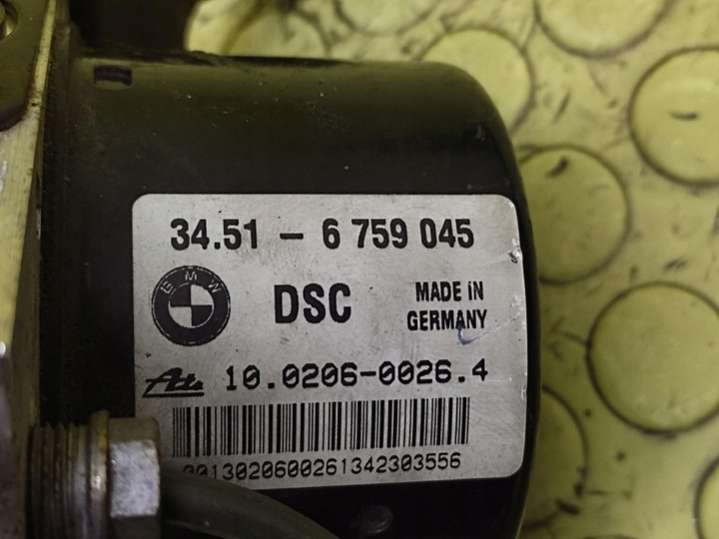 34.51 - 6 759 045
BMW
DSC
MADE IN
GERMANY
Ate 10.0206-0026.4
0013020600261342303556